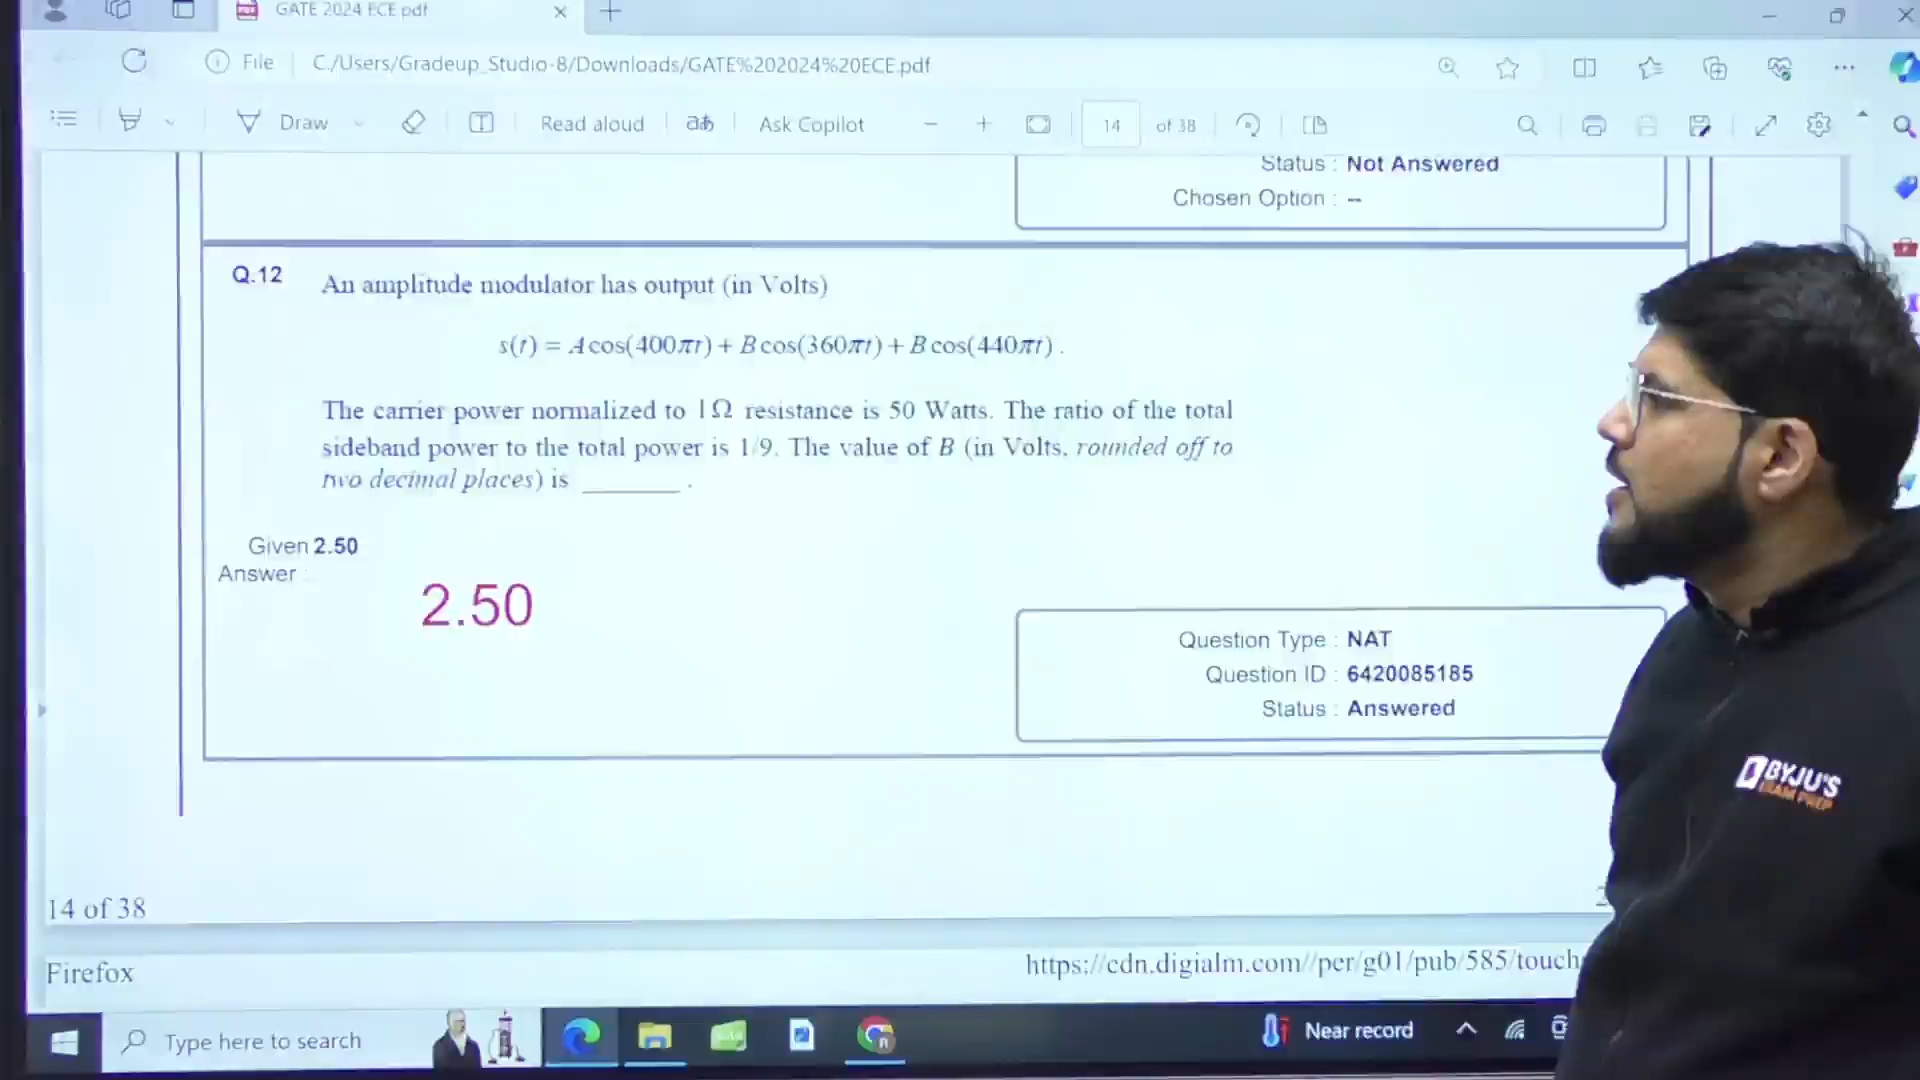 GATE 2024 ECE pdf
File C:/Users/Gradeup_Studio-8/Downloads/GATE%202024%20ECE.pdf
Draw Read aloud aあ Ask Copilot 14 of 38
Status : Not Answered
Chosen Option : --
Q.12 An amplitude modulator has output (in Volts)
s(t) = A cos(400πt) + B cos(360πt) + B cos(440πt) .
The carrier power normalized to 1Ω resistance is 50 Watts. The ratio of the total
sideband power to the total power is 1/9. The value of B (in Volts, rounded off to
two decimal places) is ________ .
Given 2.50
Answer :
2.50
Question Type : NAT
Question ID : 6420085185
Status : Answered
BYJU'S
EXAM PREP
14 of 38
Firefox
https://cdn.digialm.com//per/g01/pub/585/touch
Type here to search
Near record